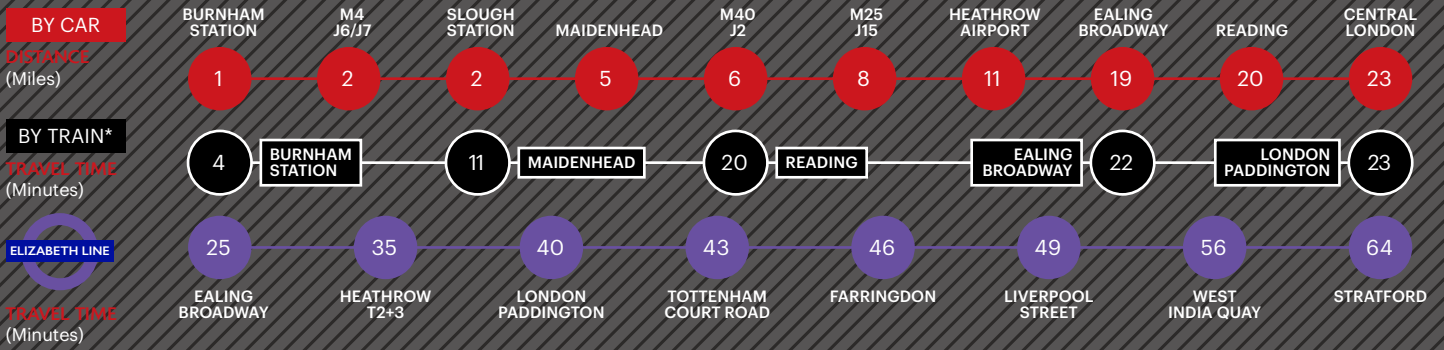 BY CAR
DISTANCE
(Miles)
BURNHAM
STATION
M4
J6/J7
SLOUGH
STATION
MAIDENHEAD
M40
J2
M25
J15
HEATHROW
AIRPORT
EALING
BROADWAY
READING
CENTRAL
LONDON
1
2
2
5
6
8
11
19
20
23
BY TRAIN*
TRAVEL TIME
(Minutes)
4
BURNHAM
STATION
11
MAIDENHEAD
20
READING
EALING
BROADWAY
22
LONDON
PADDINGTON
23
ELIZABETH LINE
TRAVEL TIME
(Minutes)
25
35
40
43
46
49
56
64
EALING
BROADWAY
HEATHROW
T2+3
LONDON
PADDINGTON
TOTTENHAM
COURT ROAD
FARRINGDON
LIVERPOOL
STREET
WEST
INDIA QUAY
STRATFORD